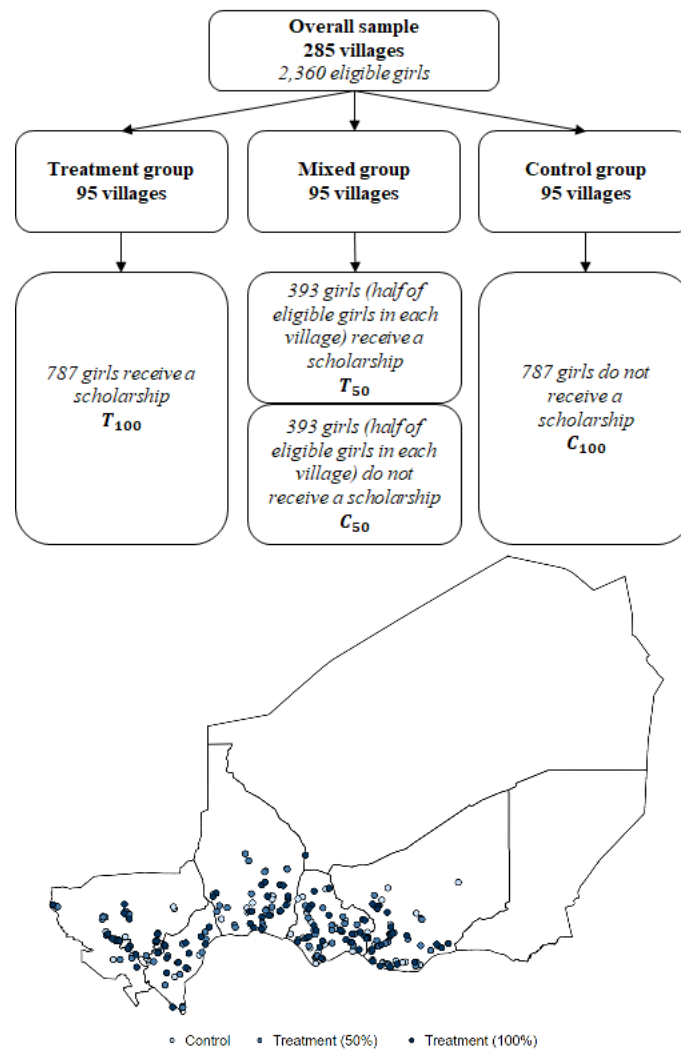 Overall sample
285 villages
2,360 eligible girls
Treatment group
95 villages
Mixed group
95 villages
Control group
95 villages
787 girls receive a
scholarship
T₁₀₀
393 girls (half of
eligible girls in each
village) receive a
scholarship
T₅₀
393 girls (half of
eligible girls in each
village) do not
receive a scholarship
C₅₀
787 girls do not
receive a
scholarship
C₁₀₀
Control Treatment (50%) Treatment (100%)